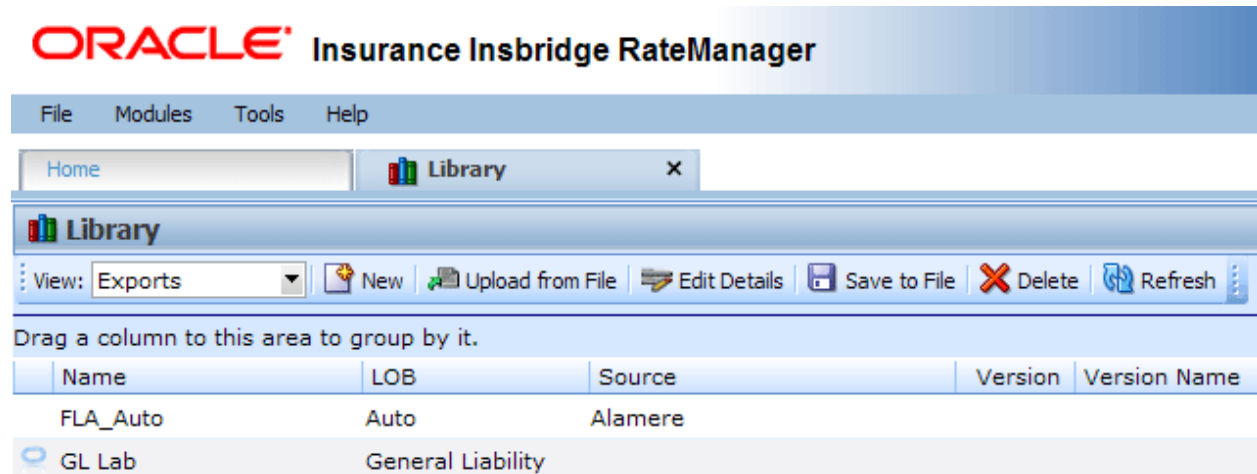 ORACLE Insurance Insbridge RateManager
File Modules Tools Help
Home Library x
Library
View: Exports New Upload from File Edit Details Save to File Delete Refresh
Drag a column to this area to group by it.
Name LOB Source Version Version Name
FLA_Auto Auto Alamere
GL Lab General Liability